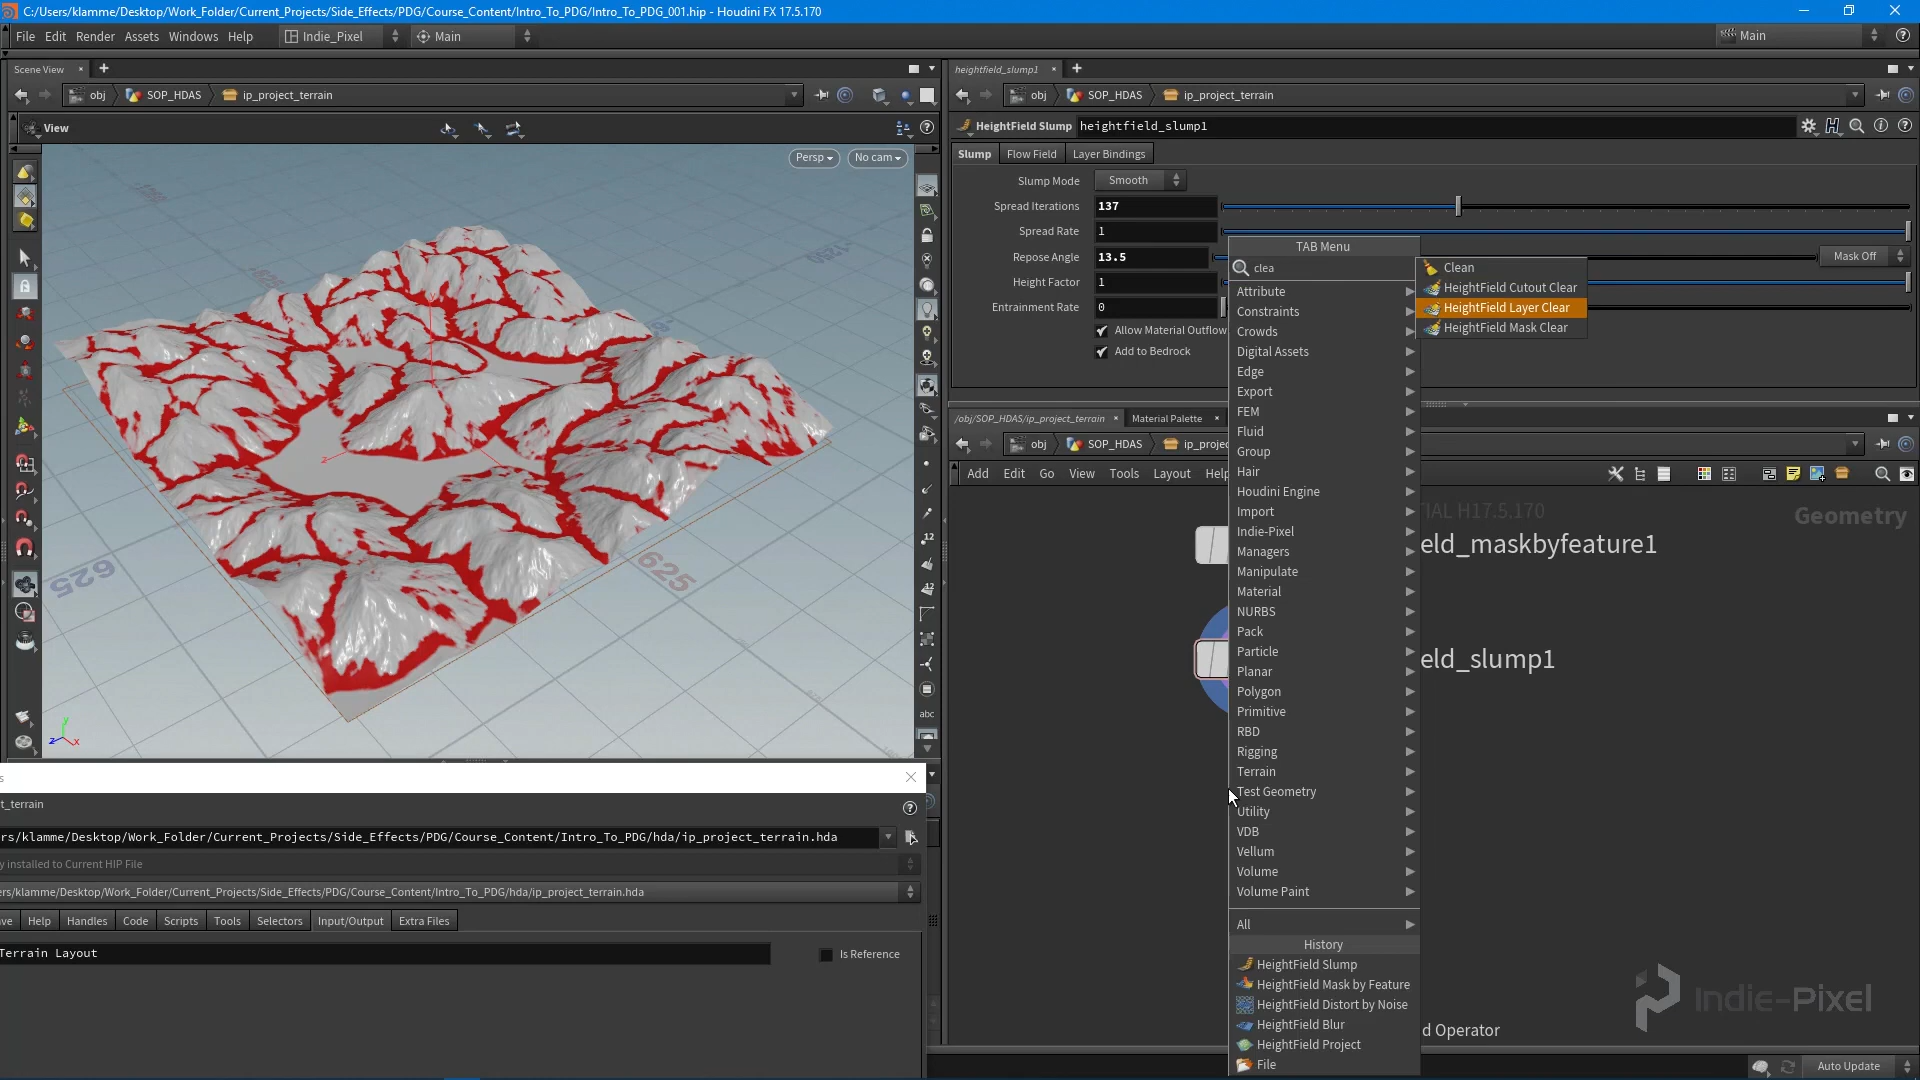 C:/Users/klamme/Desktop/Work_Folder/Current_Projects/Side_Effects/PDG/Course_Content/Intro_To_PDG/Intro_To_PDG_001.hip - Houdini FX 17.5.170
File Edit Render Assets Windows Help Indie_Pixel Main Main
Scene View
obj SOP_HDAS ip_project_terrain
View
Persp No cam
625
625
12
12
abc
z
y
z x
heightfield_slump1
obj SOP_HDAS ip_project_terrain
HeightField Slump heightfield_slump1
Slump Flow Field Layer Bindings
Slump Mode Smooth
Spread Iterations 137
Spread Rate 1
Repose Angle 13.5 Mask Off
Height Factor 1
Entrainment Rate 0
Allow Material Outflow
Add to Bedrock
TAB Menu
clea
Clean
HeightField Cutout Clear
HeightField Layer Clear
HeightField Mask Clear
Attribute
Constraints
Crowds
Digital Assets
Edge
Export
FEM
Fluid
Group
Hair
Houdini Engine
Import
Indie-Pixel
Managers
Manipulate
Material
NURBS
Pack
Particle
Planar
Polygon
Primitive
RBD
Rigging
Terrain
Test Geometry
Utility
VDB
Vellum
Volume
Volume Paint
All
History
HeightField Slump
HeightField Mask by Feature
HeightField Distort by Noise
HeightField Blur
HeightField Project
File
/obj/SOP_HDAS/ip_project_terrain Material Palette
obj SOP_HDAS ip_projec
Add Edit Go View Tools Layout Help
TIAL H17.5.170
Geometry
eld_maskbyfeature1
eld_slump1
Indie-Pixel
d Operator
Auto Update
s
t_terrain
rs/klamme/Desktop/Work_Folder/Current_Projects/Side_Effects/PDG/Course_Content/Intro_To_PDG/hda/ip_project_terrain.hda
y installed to Current HIP File
ers/klamme/Desktop/Work_Folder/Current_Projects/Side_Effects/PDG/Course_Content/Intro_To_PDG/hda/ip_project_terrain.hda
ve Help Handles Code Scripts Tools Selectors Input/Output Extra Files
Terrain Layout Is Reference